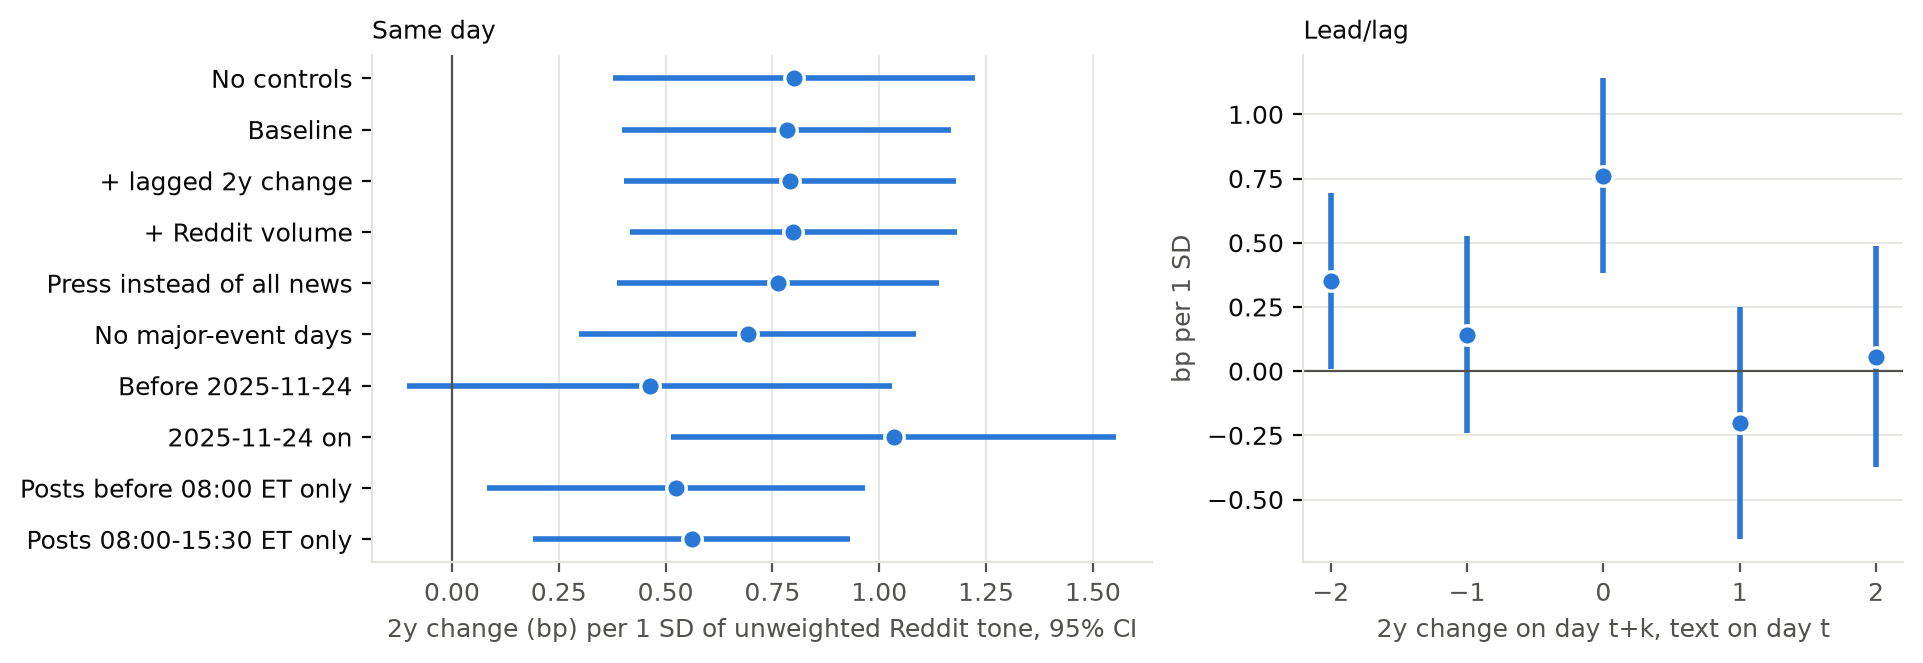 Same day
No controls
Baseline
+ lagged 2y change
+ Reddit volume
Press instead of all news
No major-event days
Before 2025-11-24
2025-11-24 on
Posts before 08:00 ET only
Posts 08:00-15:30 ET only
0.00 0.25 0.50 0.75 1.00 1.25 1.50
2y change (bp) per 1 SD of unweighted Reddit tone, 95% CI
Lead/lag
bp per 1 SD
1.00
0.75
0.50
0.25
0.00
−0.25
−0.50
−2 −1 0 1 2
2y change on day t+k, text on day t